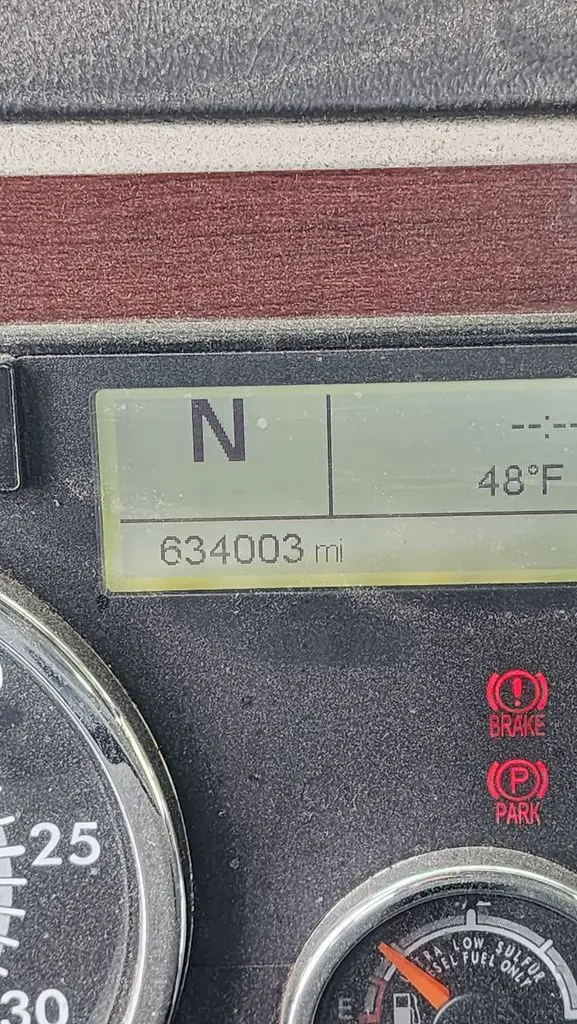 N
--:--
48°F
634003 mi
BRAKE
P
PARK
25
30
LOW SULFUR
FUEL ONLY
E